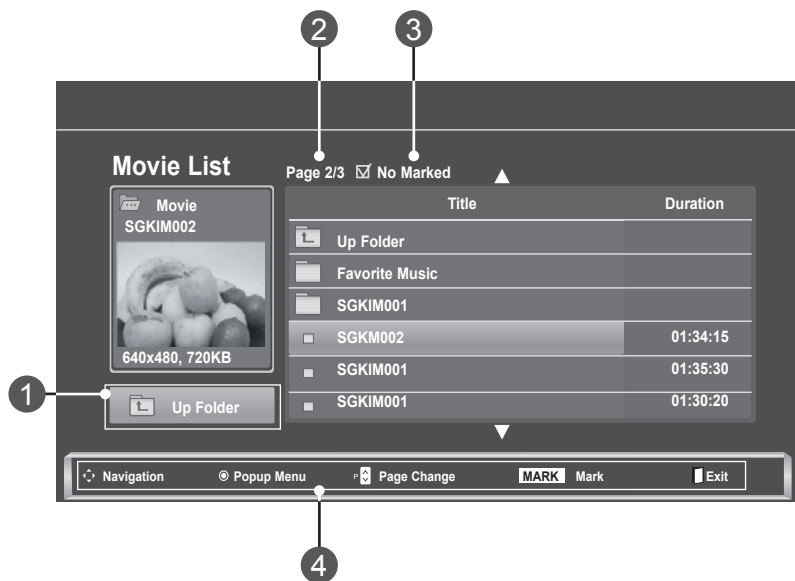 2 3
Movie List
Page 2/3 No Marked
Movie
SGKIM002
640x480, 720KB
1
Up Folder
Title Duration
Up Folder
Favorite Music
SGKIM001
SGKM002 01:34:15
SGKIM001 01:35:30
SGKIM001 01:30:20
Navigation Popup Menu P Page Change MARK Mark Exit
4